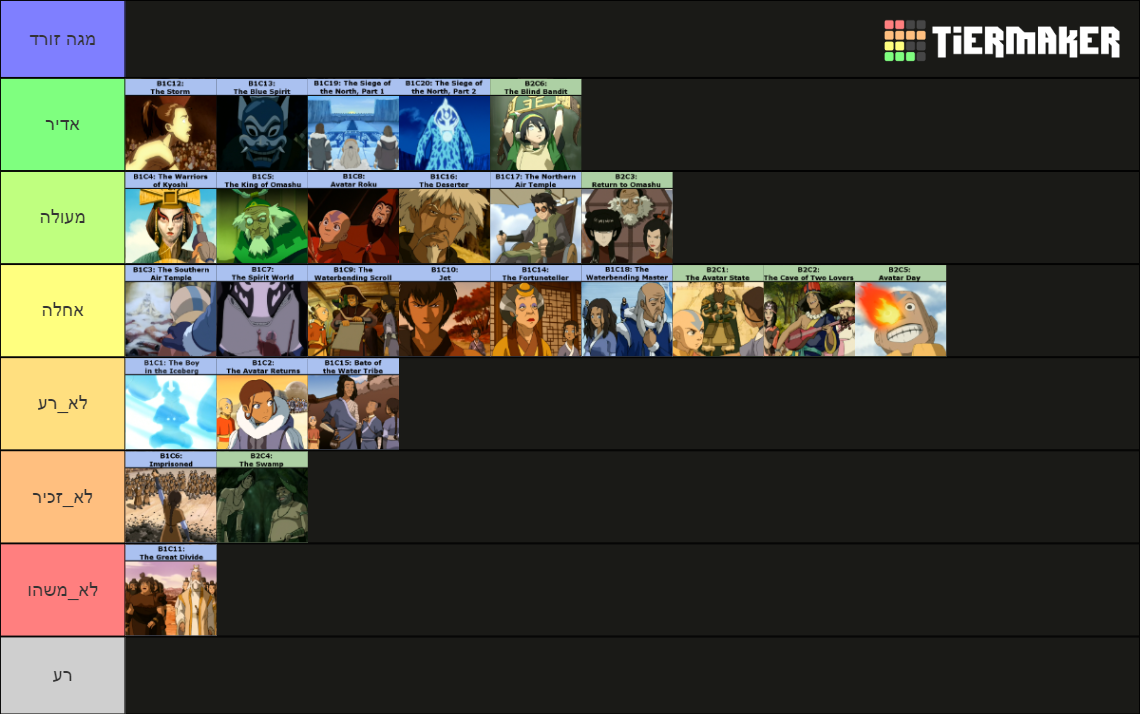 מגה זורד
TIERMAKER
אדיר
B1C12:
The Storm
B1C13:
The Blue Spirit
B1C19: The Siege of
the North, Part 1
B1C20: The Siege of
the North, Part 2
B2C6:
The Blind Bandit
מעולה
B1C4: The Warriors
of Kyoshi
B1C5:
The King of Omashu
B1C8:
Avatar Roku
B1C16:
The Deserter
B1C17: The Northern
Air Temple
B2C3:
Return to Omashu
אחלה
B1C3: The Southern
Air Temple
B1C7:
The Spirit World
B1C9: The
Waterbending Scroll
B1C10:
Jet
B1C14:
The Fortuneteller
B1C18: The
Waterbending Master
B2C1:
The Avatar State
B2C2:
The Cave of Two Lovers
B2C5:
Avatar Day
לא_רע
B1C1: The Boy
in the Iceberg
B1C2:
The Avatar Returns
B1C15: Bato of
the Water Tribe
לא_זכיר
B1C6:
Imprisoned
B2C4:
The Swamp
לא_משהו
B1C11:
The Great Divide
רע